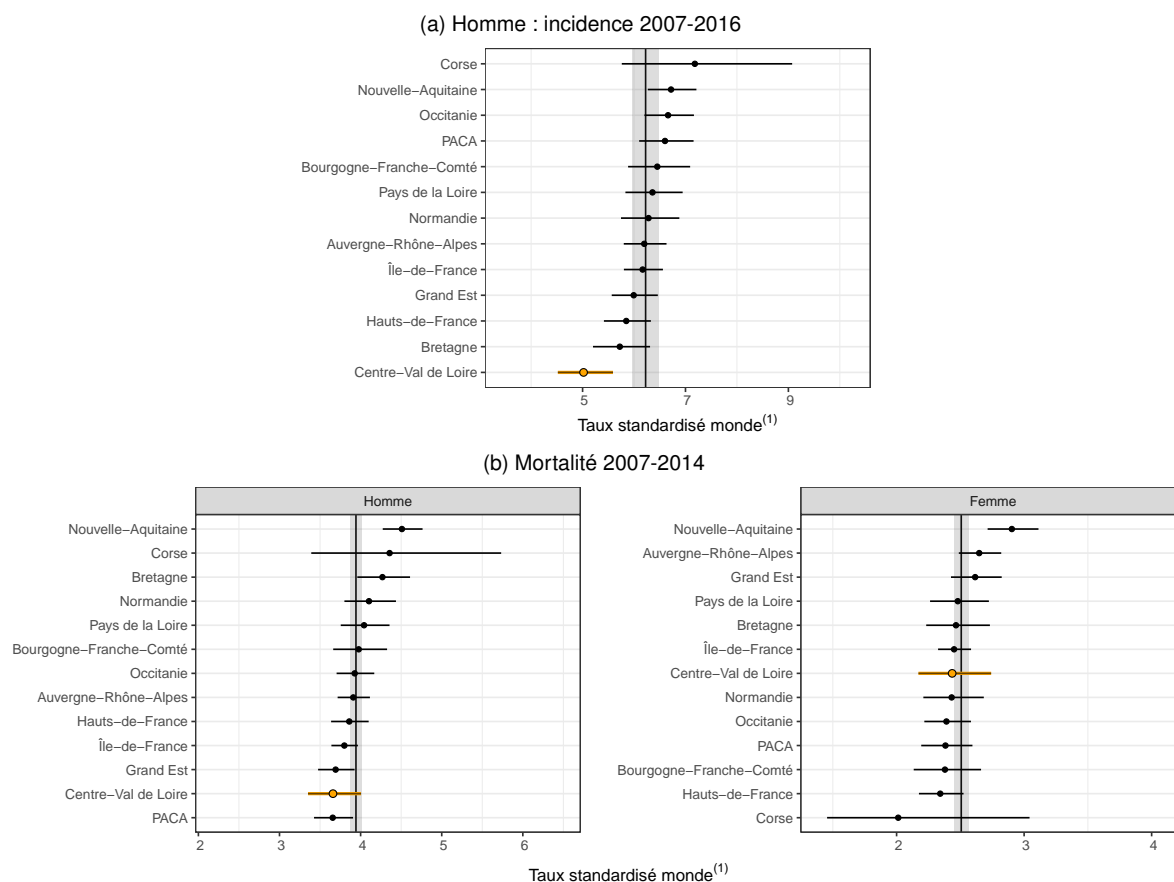 (a) Homme : incidence 2007-2016
Corse
Nouvelle−Aquitaine
Occitanie
PACA
Bourgogne−Franche−Comté
Pays de la Loire
Normandie
Auvergne−Rhône−Alpes
Île−de−France
Grand Est
Hauts−de−France
Bretagne
Centre−Val de Loire
5 7 9
Taux standardisé monde(1)
(b) Mortalité 2007-2014
Homme
Nouvelle−Aquitaine
Corse
Bretagne
Normandie
Pays de la Loire
Bourgogne−Franche−Comté
Occitanie
Auvergne−Rhône−Alpes
Hauts−de−France
Île−de−France
Grand Est
Centre−Val de Loire
PACA
2 3 4 5 6
Femme
Nouvelle−Aquitaine
Auvergne−Rhône−Alpes
Grand Est
Pays de la Loire
Bretagne
Île−de−France
Centre−Val de Loire
Normandie
Occitanie
PACA
Bourgogne−Franche−Comté
Hauts−de−France
Corse
2 3 4
Taux standardisé monde(1)